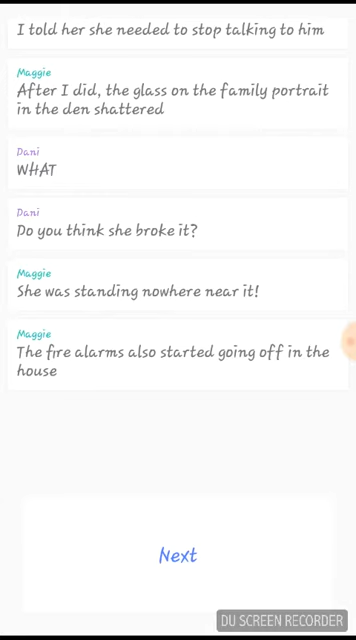 I told her she needed to stop talking to him
Maggie
After I did, the glass on the family portrait
in the den shattered
Dani
WHAT
Dani
Do you think she broke it?
Maggie
She was standing nowhere near it!
Maggie
The fire alarms also started going off in the
house
Next
DU SCREEN RECORDER